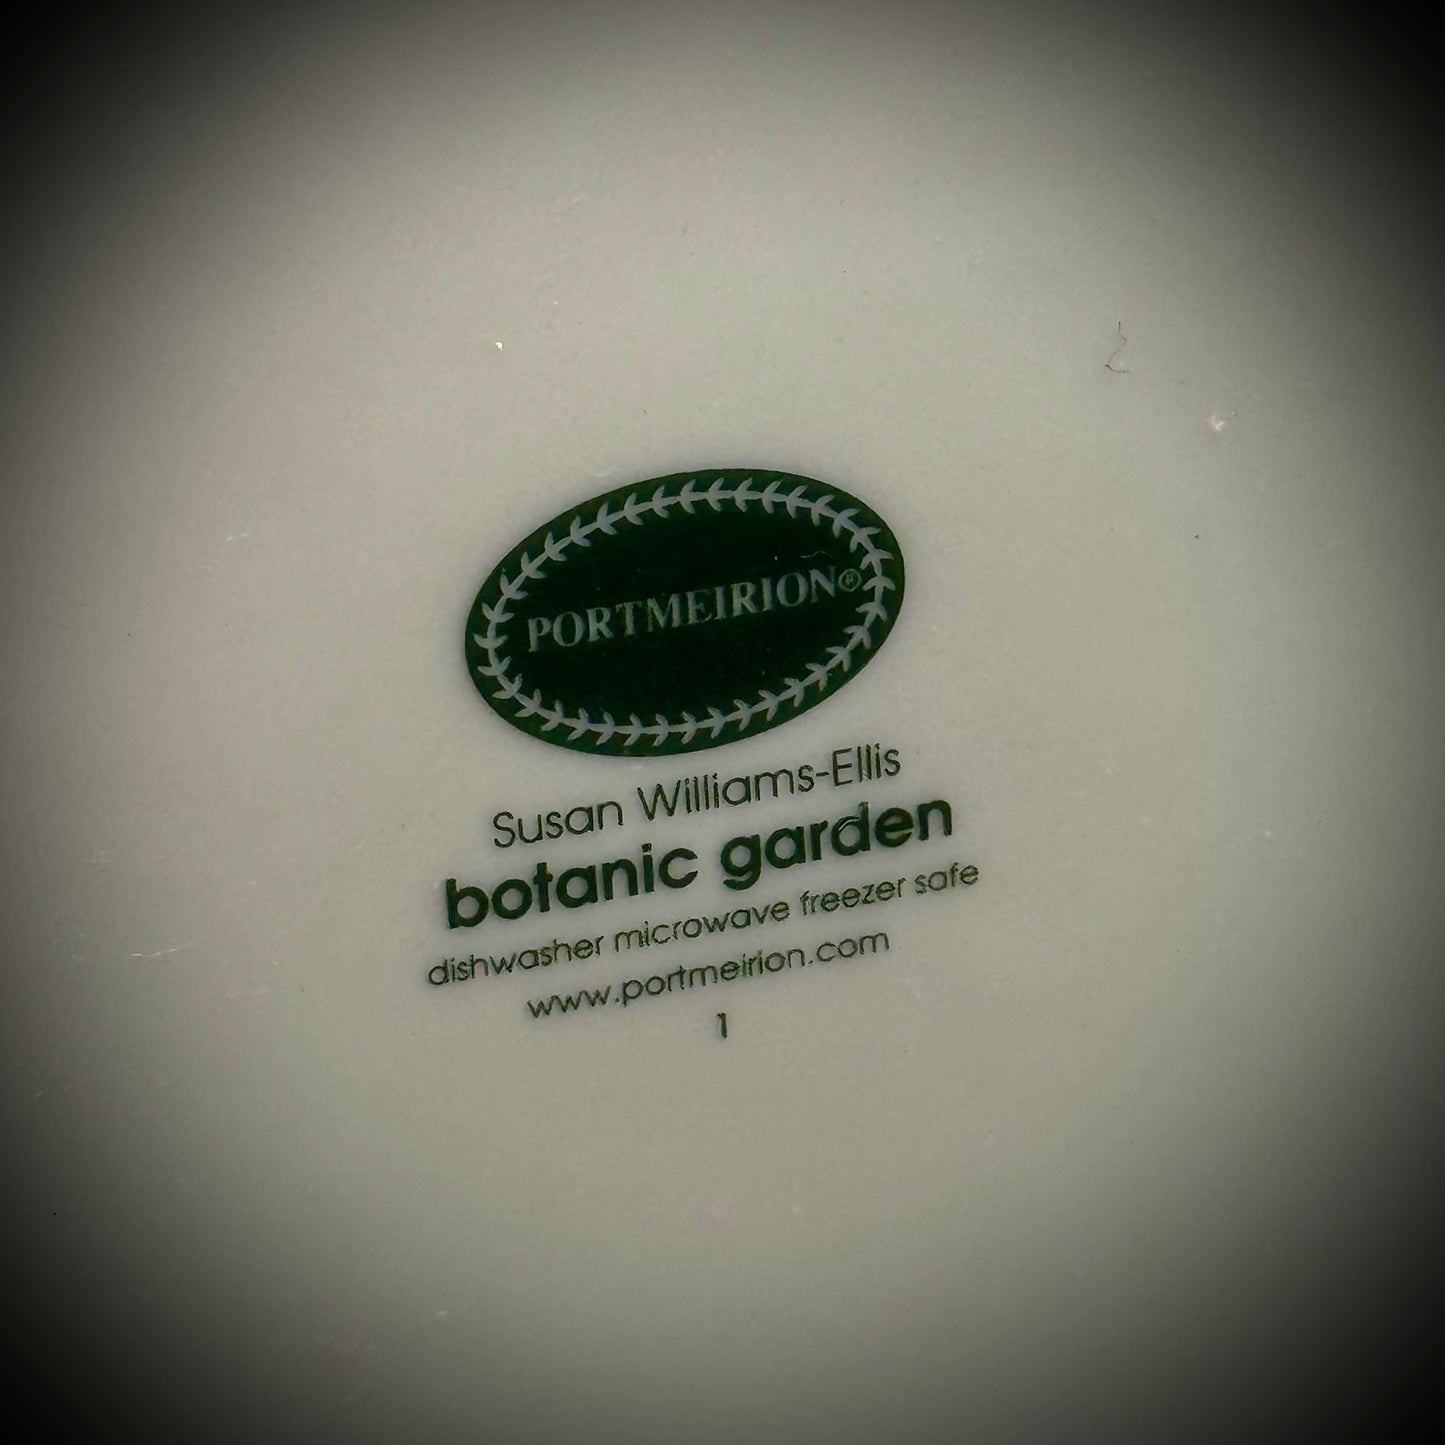 PORTMEIRION®
Susan Williams-Ellis
botanic garden
dishwasher microwave freezer safe
www.portmeirion.com
1